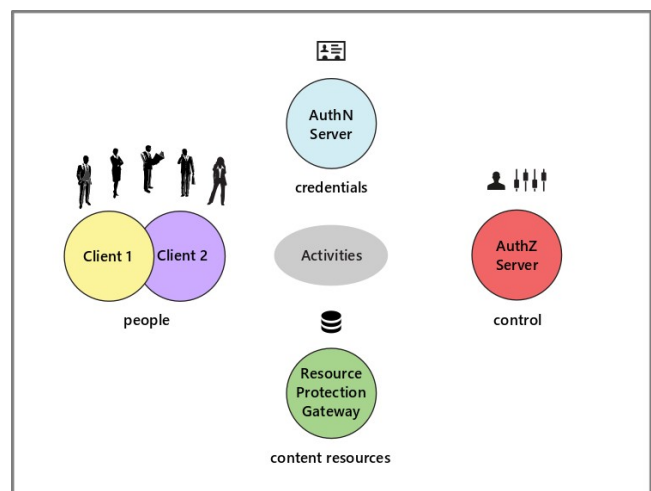 AuthN
Server
credentials
Client 1
Client 2
people
Activities
AuthZ
Server
control
Resource
Protection
Gateway
content resources